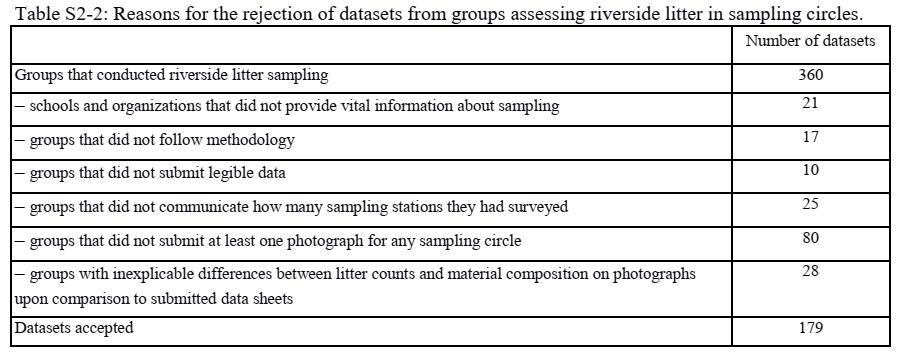 Table S2-2: Reasons for the rejection of datasets from groups assessing riverside litter in sampling circles.
Number of datasets
Groups that conducted riverside litter sampling 360
– schools and organizations that did not provide vital information about sampling 21
– groups that did not follow methodology 17
– groups that did not submit legible data 10
– groups that did not communicate how many sampling stations they had surveyed 25
– groups that did not submit at least one photograph for any sampling circle 80
– groups with inexplicable differences between litter counts and material composition on photographs 28
upon comparison to submitted data sheets
Datasets accepted 179